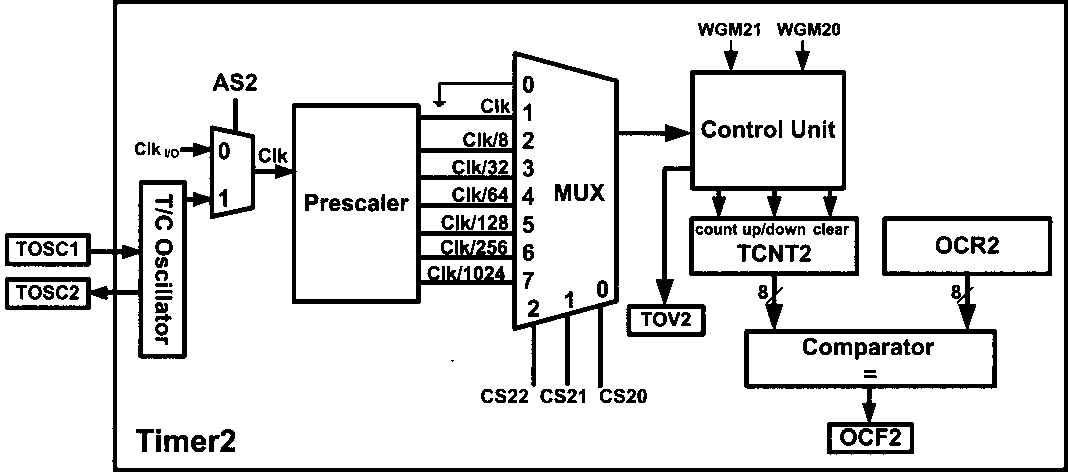 WGM21 WGM20
AS2
Clk I/O
0
1
Clk
T/C Oscillator
TOSC1
TOSC2
Prescaler
Clk
Clk/8
Clk/32
Clk/64
Clk/128
Clk/256
Clk/1024
0
1
2
3
4
5
6
7
MUX
2 1 0
CS22 CS21 CS20
Control Unit
TOV2
count up/down clear
TCNT2
OCR2
8
8
Comparator
=
OCF2
Timer2